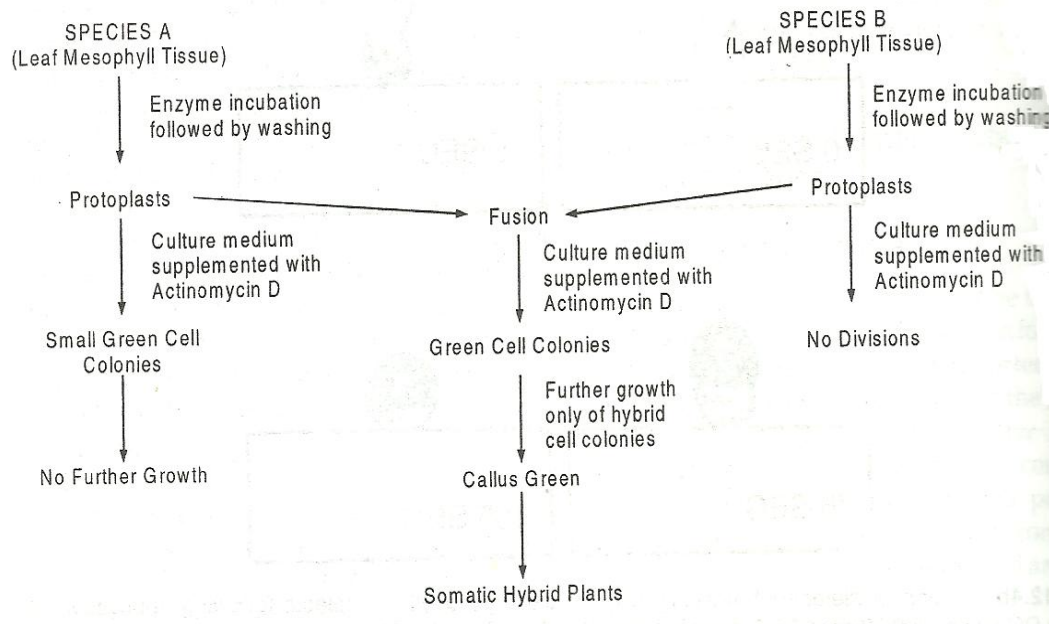 SPECIES A
(Leaf Mesophyll Tissue)
SPECIES B
(Leaf Mesophyll Tissue)
Enzyme incubation
followed by washing
Enzyme incubation
followed by washing
Protoplasts
Fusion
Protoplasts
Culture medium
supplemented with
Actinomycin D
Culture medium
supplemented with
Actinomycin D
Culture medium
supplemented with
Actinomycin D
Small Green Cell
Colonies
Green Cell Colonies
No Divisions
Further growth
only of hybrid
cell colonies
No Further Growth
Callus Green
Somatic Hybrid Plants